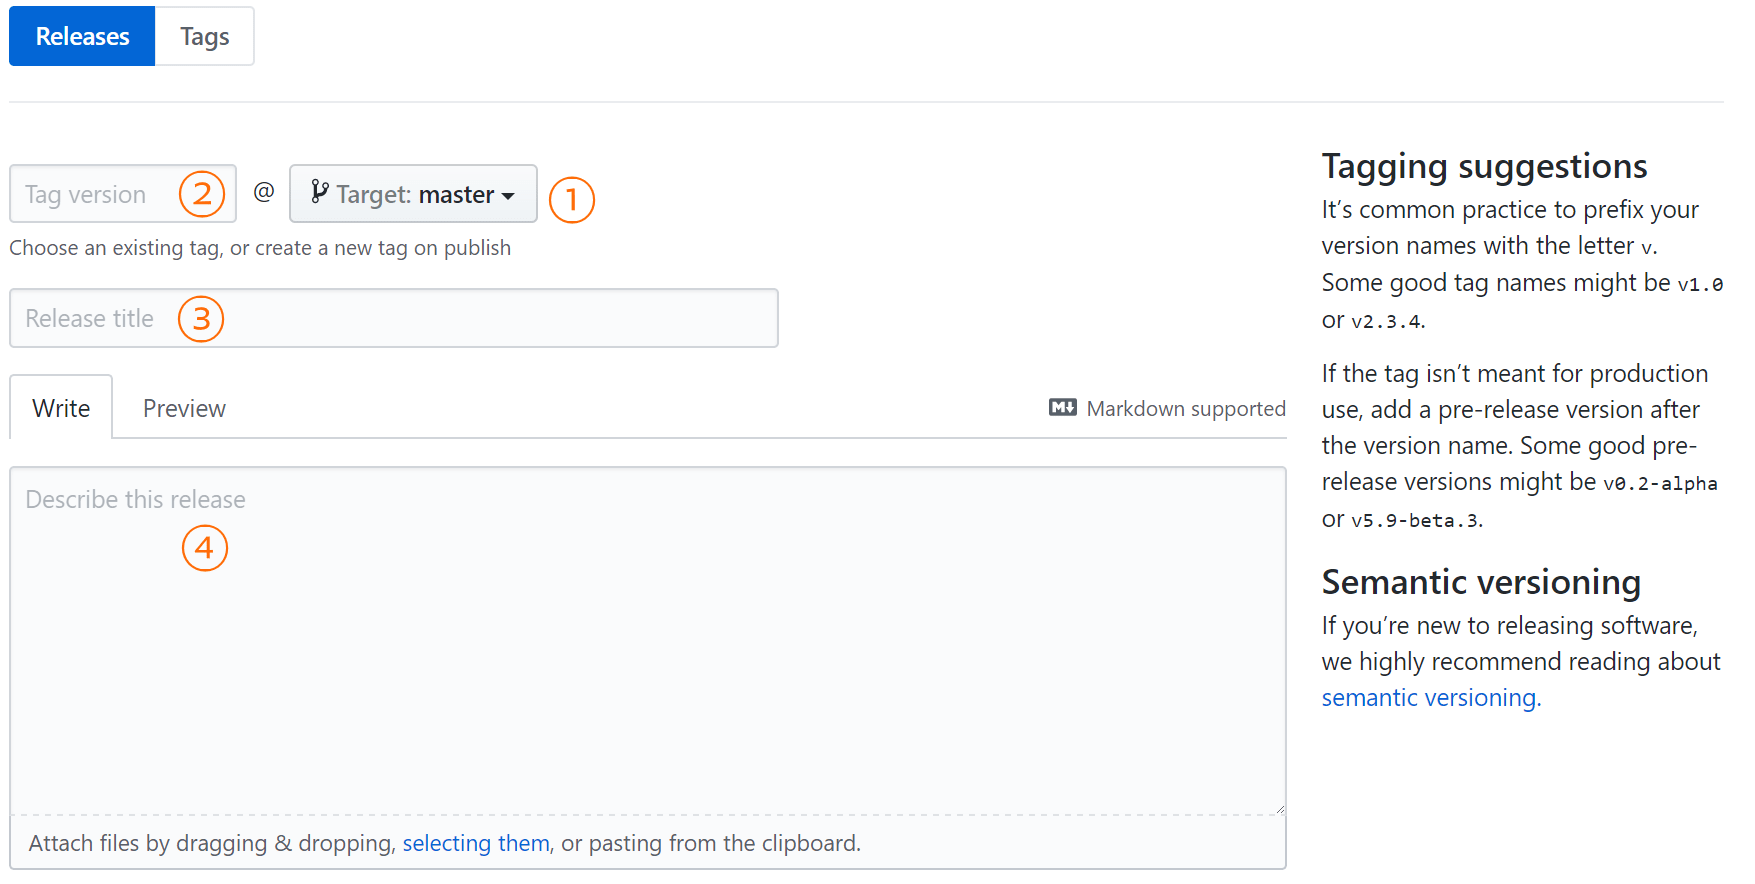 Releases Tags
Tag version 2 @ Target: master 1
Choose an existing tag, or create a new tag on publish
Release title 3
Write Preview Markdown supported
Describe this release
4
Attach files by dragging & dropping, selecting them, or pasting from the clipboard.
Tagging suggestions
It’s common practice to prefix your
version names with the letter v.
Some good tag names might be v1.0
or v2.3.4.
If the tag isn’t meant for production
use, add a pre-release version after
the version name. Some good pre-
release versions might be v0.2-alpha
or v5.9-beta.3.
Semantic versioning
If you’re new to releasing software,
we highly recommend reading about
semantic versioning.